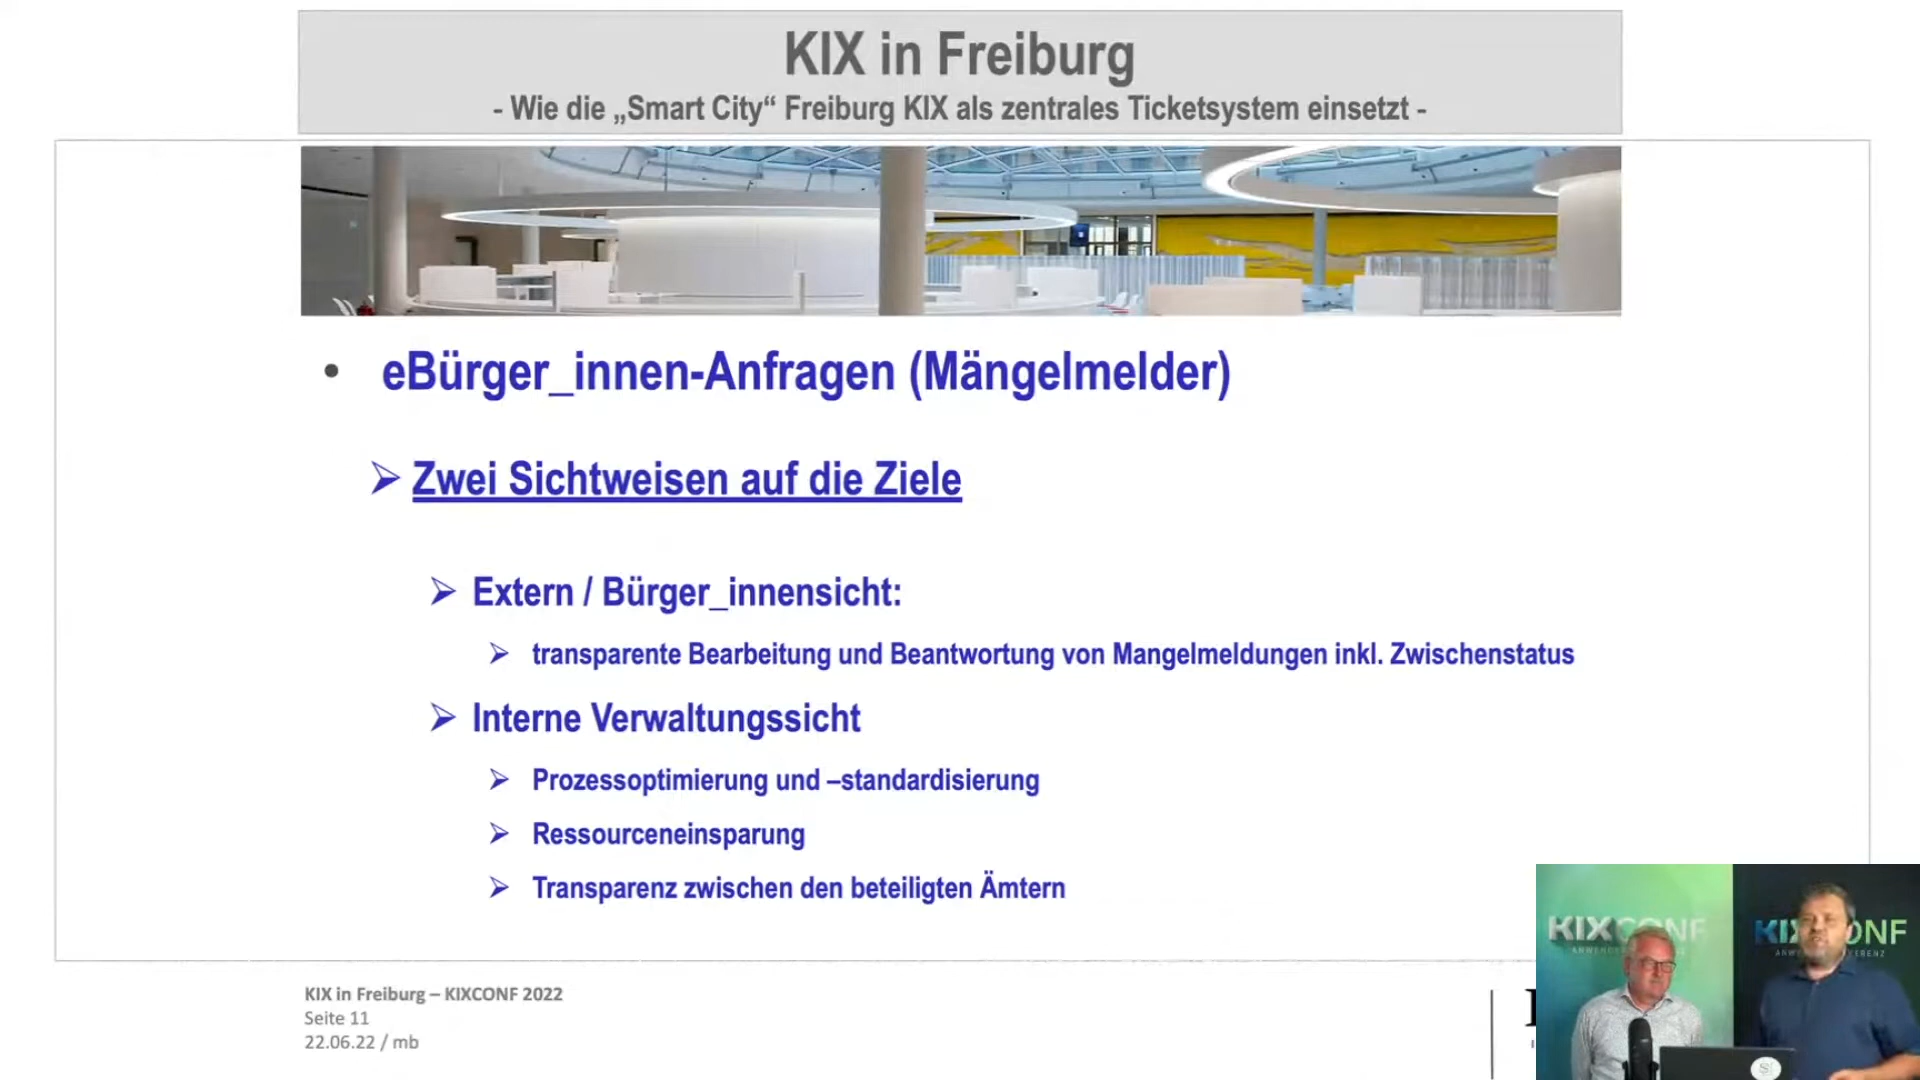 KIX in Freiburg
- Wie die „Smart City“ Freiburg KIX als zentrales Ticketsystem einsetzt -
• eBürger_innen-Anfragen (Mängelmelder)
➢ Zwei Sichtweisen auf die Ziele
➢ Extern / Bürger_innensicht:
➢ transparente Bearbeitung und Beantwortung von Mangelmeldungen inkl. Zwischenstatus
➢ Interne Verwaltungssicht
➢ Prozessoptimierung und –standardisierung
➢ Ressourceneinsparung
➢ Transparenz zwischen den beteiligten Ämtern
KIX in Freiburg – KIXCONF 2022
Seite 11
22.06.22 / mb
KIXCONF